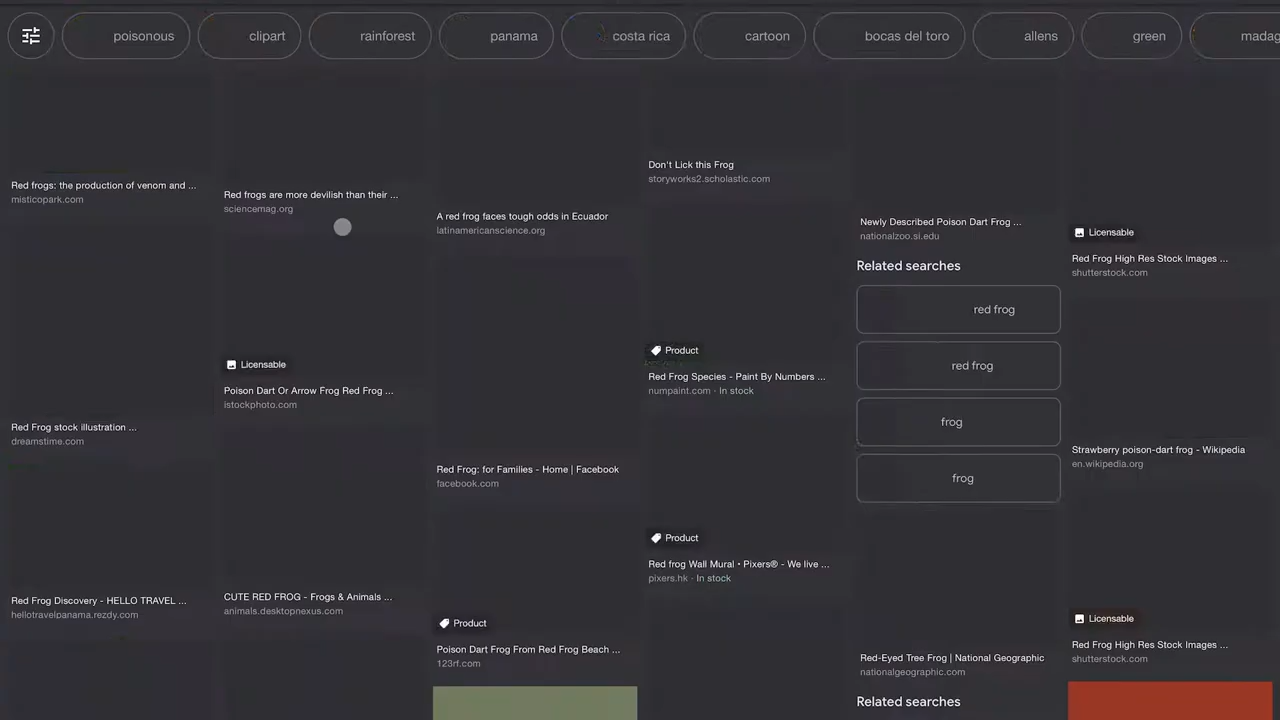 poisonous
clipart
rainforest
panama
costa rica
cartoon
bocas del toro
allens
green
madag
Red frogs: the production of venom and ...
misticopark.com
Red Frog stock illustration ...
dreamstime.com
Red Frog Discovery - HELLO TRAVEL ...
hellotravelpanama.rezdy.com
Red frogs are more devilish than their ...
sciencemag.org
Licensable
Poison Dart Or Arrow Frog Red Frog ...
istockphoto.com
CUTE RED FROG - Frogs & Animals ...
animals.desktopnexus.com
A red frog faces tough odds in Ecuador
latinamericanscience.org
Red Frog: for Families - Home | Facebook
facebook.com
Product
Poison Dart Frog From Red Frog Beach ...
123rf.com
Don't Lick this Frog
storyworks2.scholastic.com
Product
Red Frog Species - Paint By Numbers ...
numpaint.com · In stock
Product
Red frog Wall Mural • Pixers® - We live ...
pixers.hk · In stock
Newly Described Poison Dart Frog ...
nationalzoo.si.edu
Related searches
red frog
red frog
frog
frog
Red-Eyed Tree Frog | National Geographic
nationalgeographic.com
Related searches
Licensable
Red Frog High Res Stock Images ...
shutterstock.com
Strawberry poison-dart frog - Wikipedia
en.wikipedia.org
Licensable
Red Frog High Res Stock Images ...
shutterstock.com